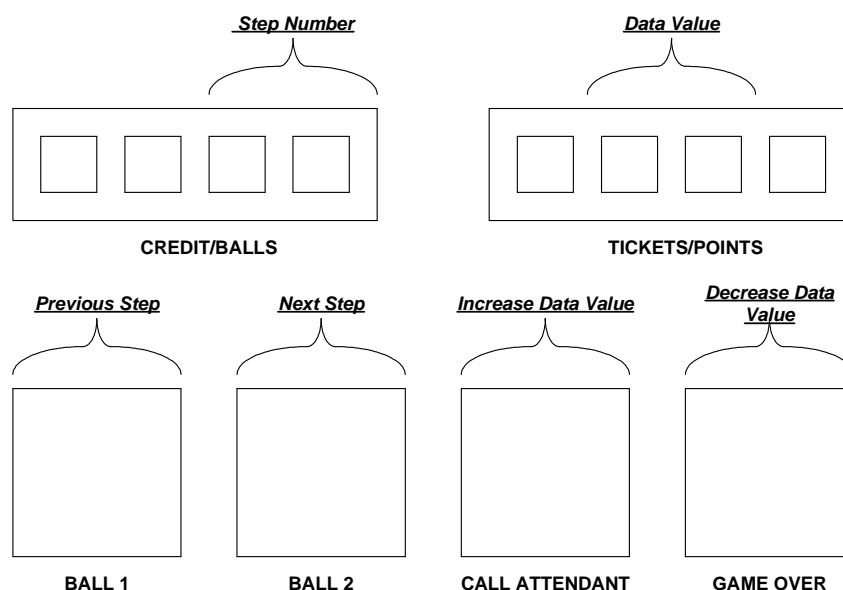 Step Number
Data Value
CREDIT/BALLS
TICKETS/POINTS
Previous Step
Next Step
Increase Data Value
Decrease Data
Value
BALL 1
BALL 2
CALL ATTENDANT
GAME OVER